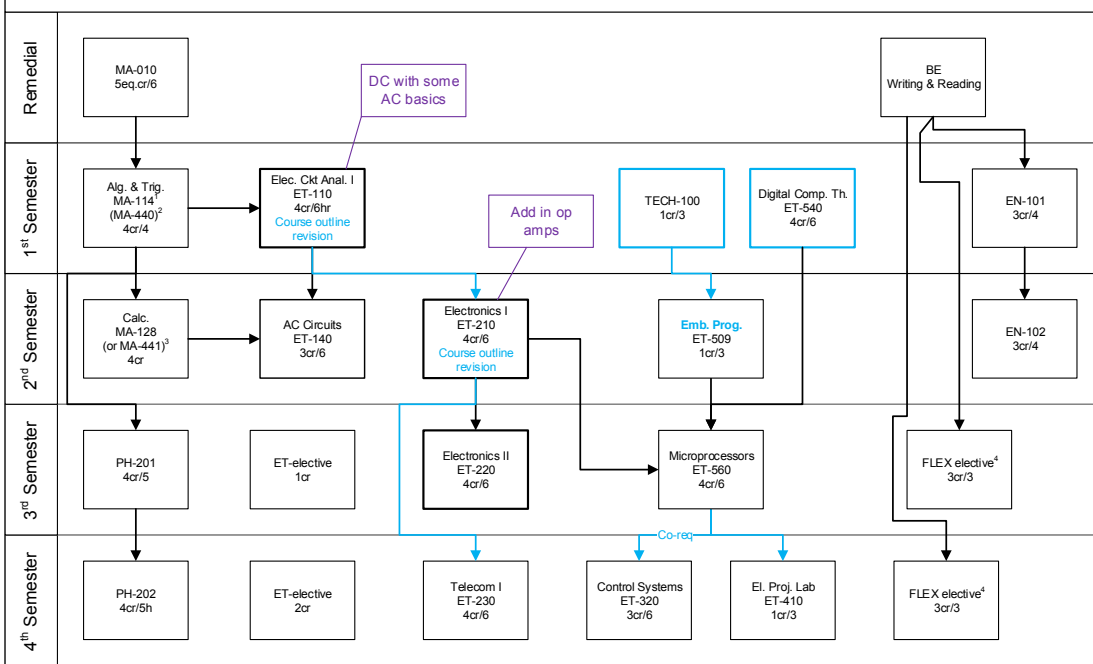 Remedial
MA-010
5eq.cr/6
DC with some
AC basics
BE
Writing & Reading
1st Semester
Alg. & Trig.
MA-114¹
(MA-440)²
4cr/4
Elec. Ckt Anal. I
ET-110
4cr/6hr
Course outline
revision
Add in op
amps
TECH-100
1cr/3
Digital Comp. Th.
ET-540
4cr/6
EN-101
3cr/4
2nd Semester
Calc.
MA-128
(or MA-441)³
4cr
AC Circuits
ET-140
3cr/6
Electronics I
ET-210
4cr/6
Course outline
revision
Emb. Prog.
ET-509
1cr/3
EN-102
3cr/4
3rd Semester
PH-201
4cr/5
ET-elective
1cr
Electronics II
ET-220
4cr/6
Microprocessors
ET-560
4cr/6
FLEX elective⁴
3cr/3
Co-req
4th Semester
PH-202
4cr/5h
ET-elective
2cr
Telecom I
ET-230
4cr/6
Control Systems
ET-320
3cr/6
El. Proj. Lab
ET-410
1cr/3
FLEX elective⁴
3cr/3